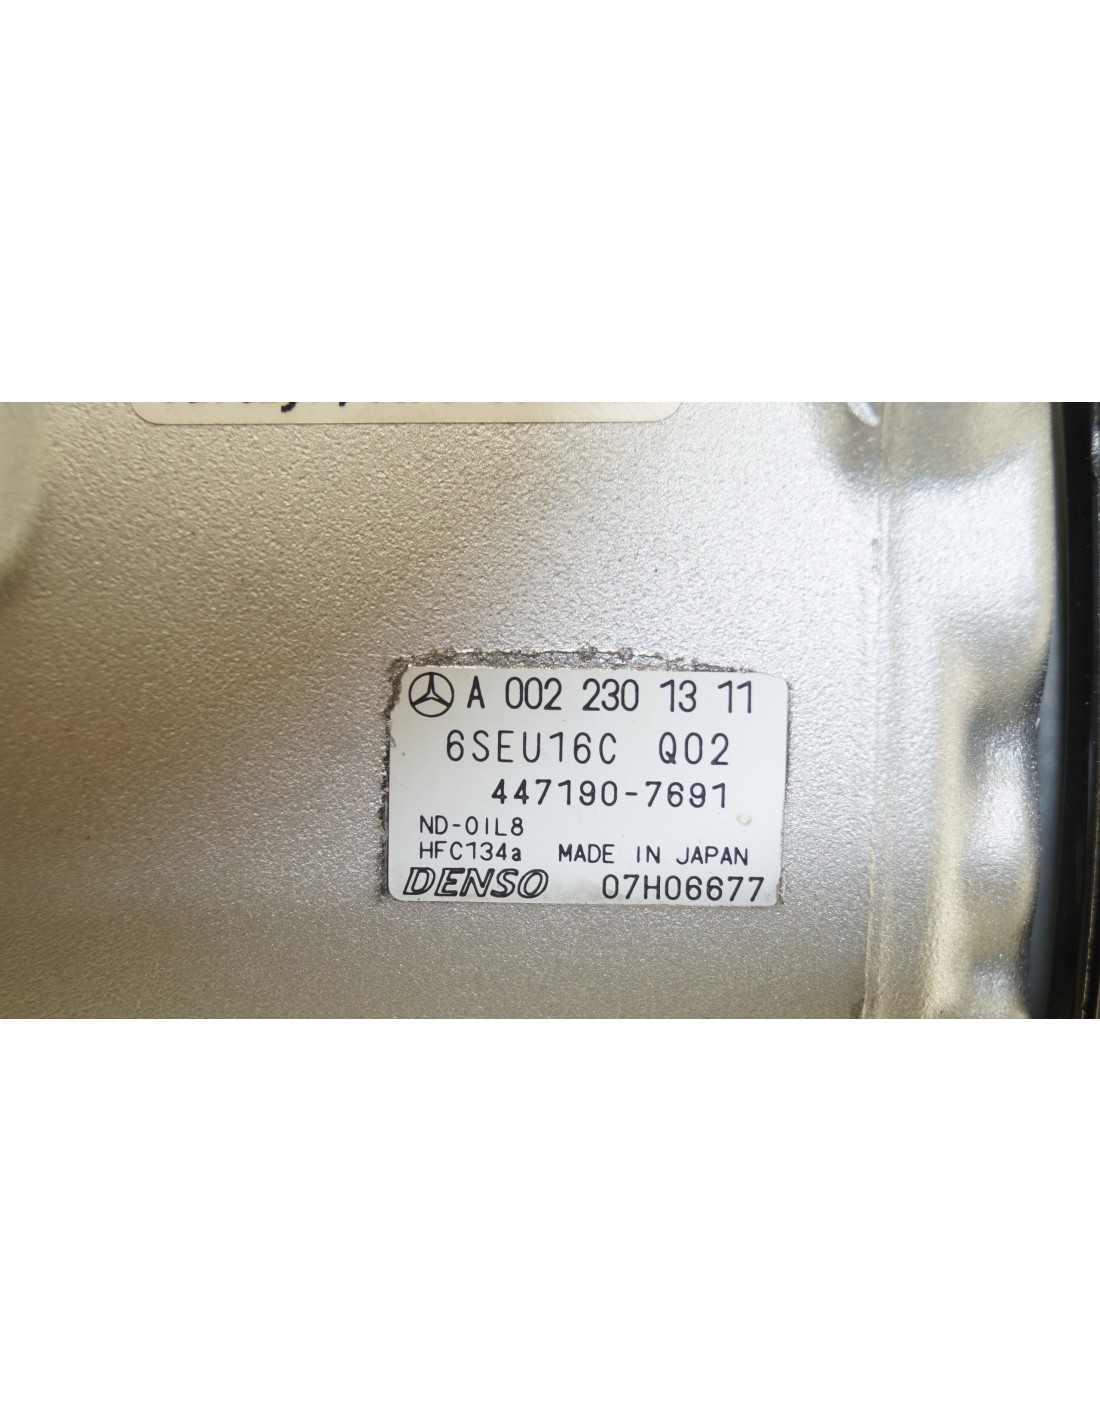 A 002 230 13 11
6SEU16C Q02
447190-7691
ND-OIL8
HFC134a MADE IN JAPAN
DENSO 07H06677